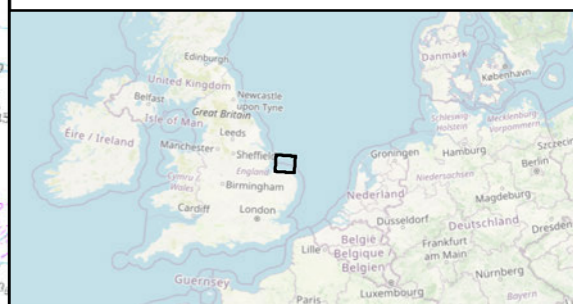 Edinburgh
Danmark
København
United Kingdom
Newcastle
upon Tyne
Belfast
Great Britain
Isle of Man
Leeds
Éire / Ireland
Schleswig-
Holstein
Mecklenburg-
Vorpommern
Manchester
Sheffield
Groningen
Hamburg
Szczecin
England
Berlin
Cymru /
Wales
Birmingham
Niedersachsen
Nederland
Magdeburg
Cardiff
London
Düsseldorf
Deutschland
Dresden
Lille
België /
Belgique /
Belgien
Frankfurt
am Main
Guernsey
Nürnberg
Paris
Luxembourg
Bayern